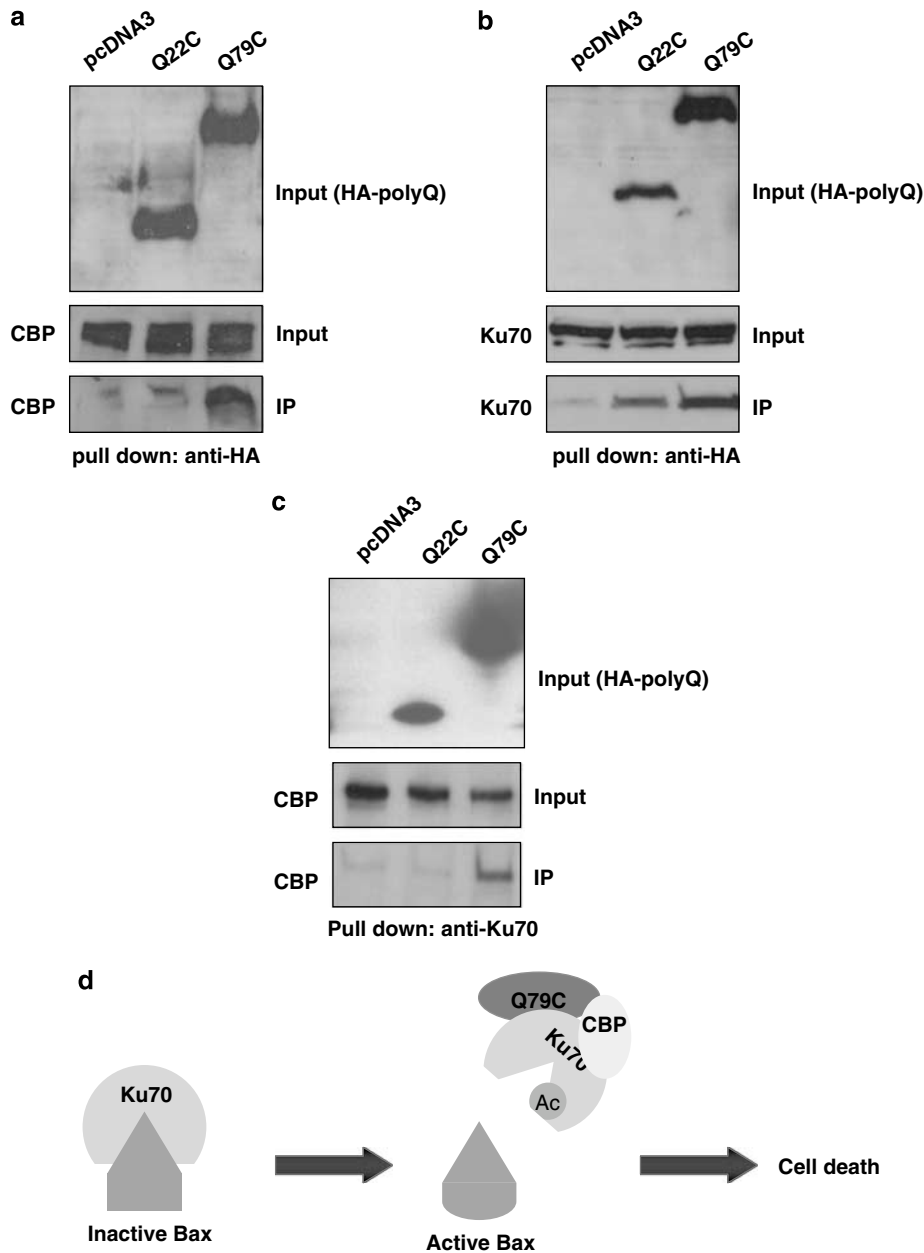 a
pcDNA3 Q22C Q79C
Input (HA-polyQ)
CBP Input
CBP IP
pull down: anti-HA
b
pcDNA3 Q22C Q79C
Input (HA-polyQ)
Ku70 Input
Ku70 IP
pull down: anti-HA
c
pcDNA3 Q22C Q79C
Input (HA-polyQ)
CBP Input
CBP IP
Pull down: anti-Ku70
d
Ku70
Inactive Bax
Q79C
CBP
Ku70
Ac
Active Bax
Cell death